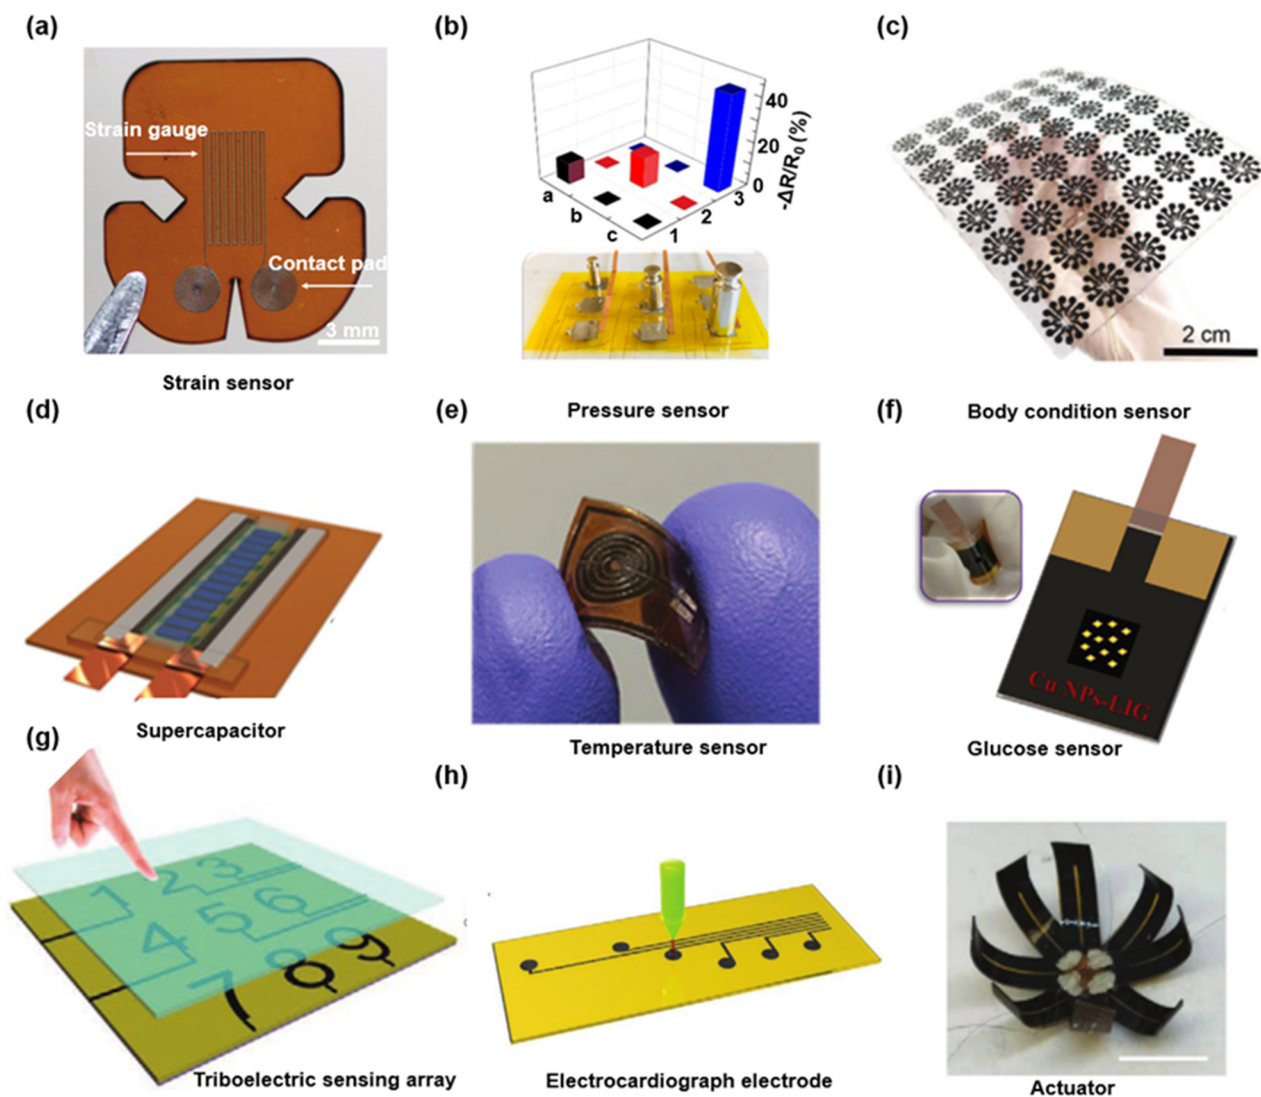 (a)
(b)
(c)
Strain gauge
Contact pad
3 mm
Strain sensor
40
20
0
-ΔR/R0 (%)
a
b
c
1
2
3
Pressure sensor
2 cm
Body condition sensor
(d)
(e)
(f)
Supercapacitor
Temperature sensor
Cu NPs-LIG
Glucose sensor
(g)
(h)
(i)
1 2 3
4 5 6
7 8 9
Triboelectric sensing array
Electrocardiograph electrode
Actuator